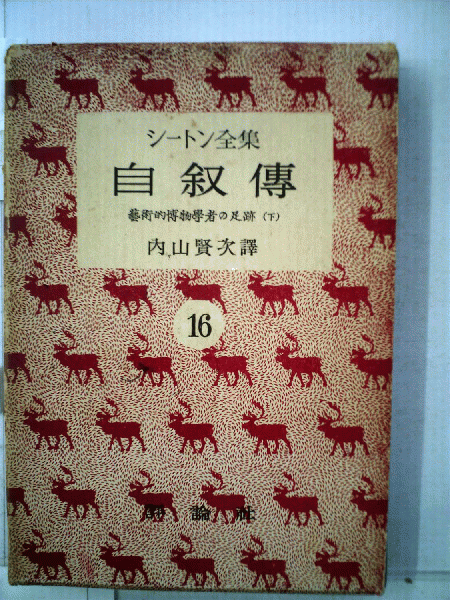 シートン全集
自叙傳
藝術的博物學者の足跡（下）
内山賢次譯
16
評論社